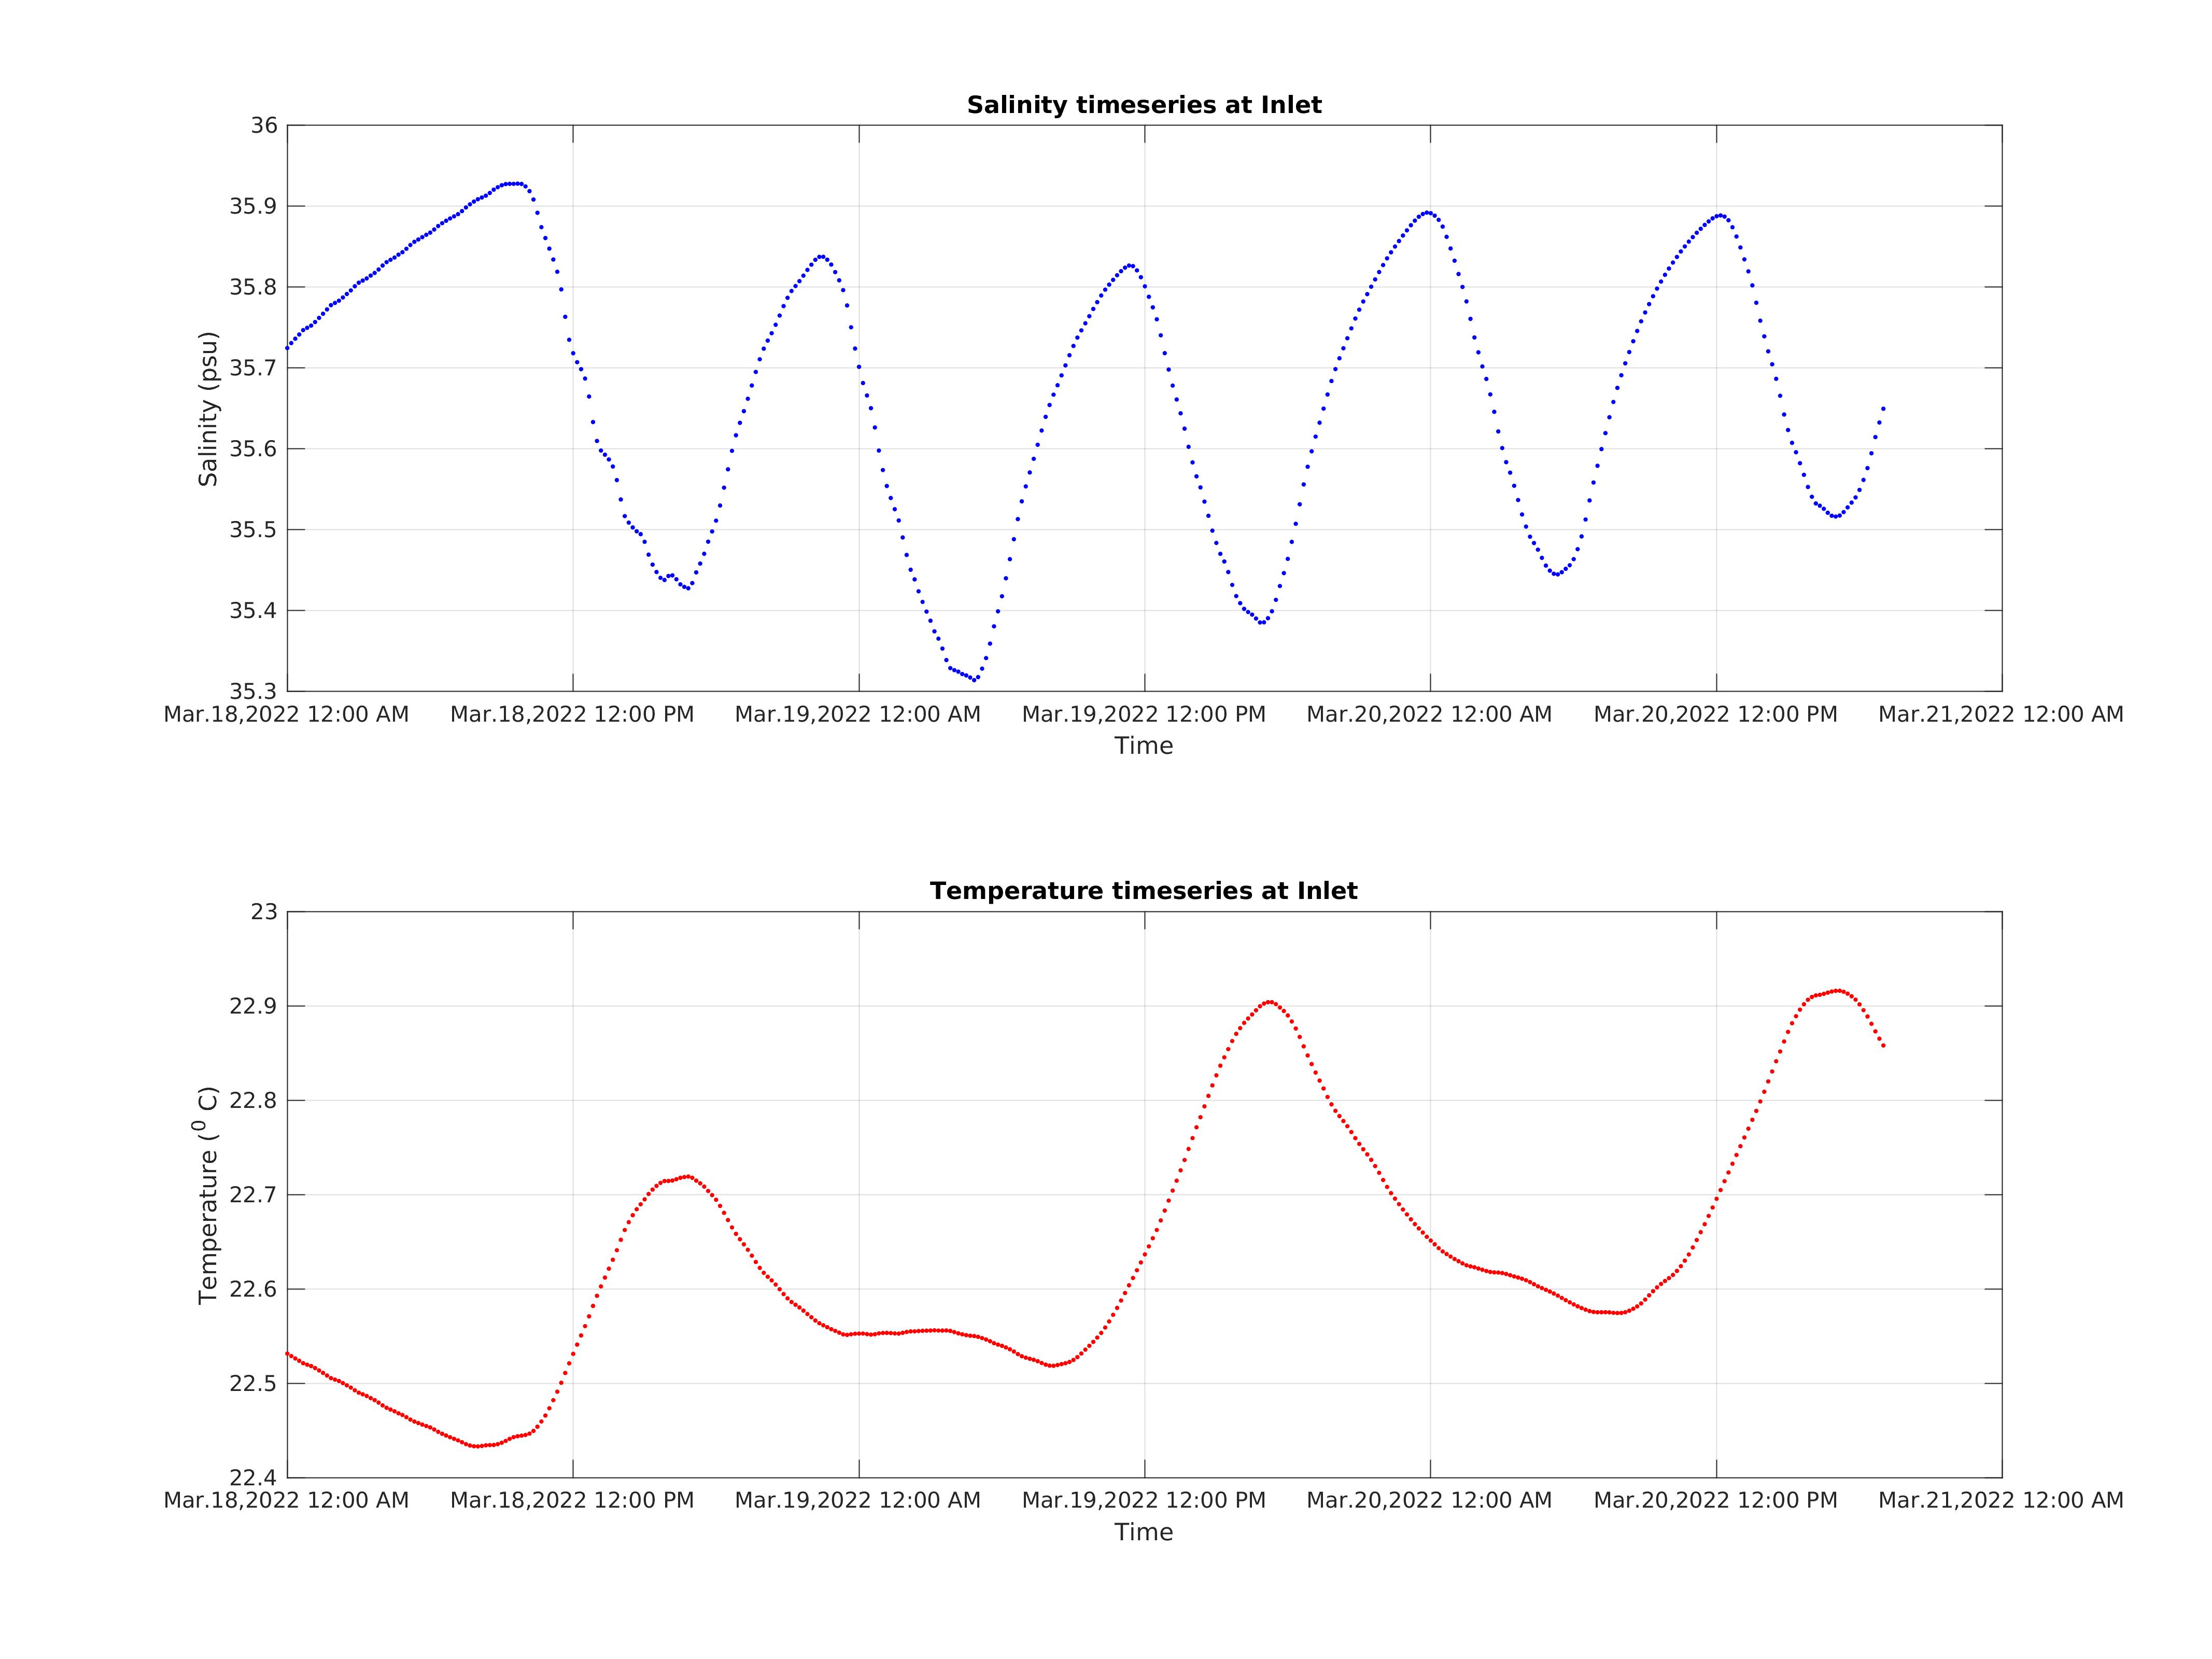 Salinity timeseries at Inlet
36
35.9
35.8
35.7
35.6
35.5
35.4
35.3
Salinity (psu)
Mar.18,2022 12:00 AM Mar.18,2022 12:00 PM Mar.19,2022 12:00 AM Mar.19,2022 12:00 PM Mar.20,2022 12:00 AM Mar.20,2022 12:00 PM Mar.21,2022 12:00 AM
Time
Temperature timeseries at Inlet
23
22.9
22.8
22.7
22.6
22.5
22.4
Temperature (⁰ C)
Mar.18,2022 12:00 AM Mar.18,2022 12:00 PM Mar.19,2022 12:00 AM Mar.19,2022 12:00 PM Mar.20,2022 12:00 AM Mar.20,2022 12:00 PM Mar.21,2022 12:00 AM
Time